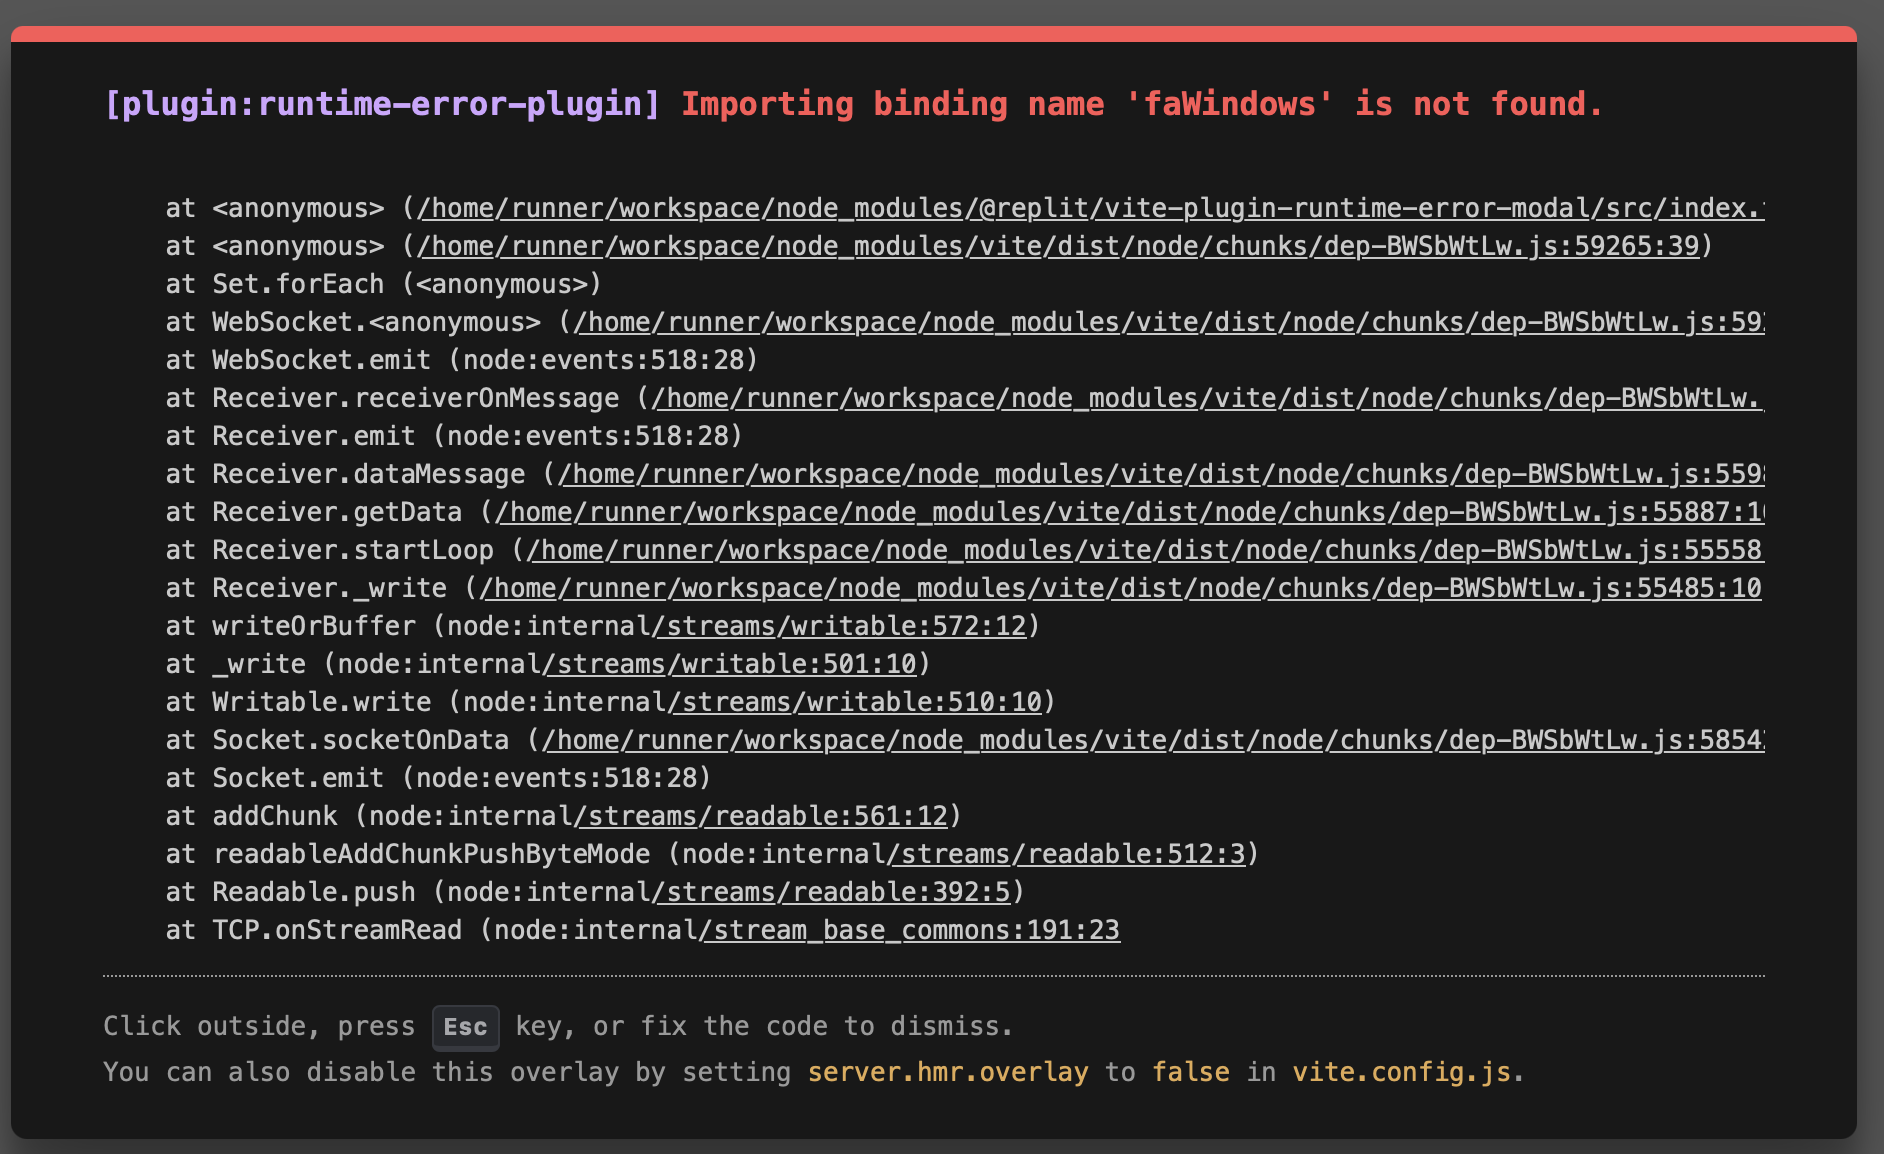 [plugin:runtime-error-plugin] Importing binding name 'faWindows' is not found.
at <anonymous> (/home/runner/workspace/node_modules/@replit/vite-plugin-runtime-error-modal/src/index.
at <anonymous> (/home/runner/workspace/node_modules/vite/dist/node/chunks/dep-BWSbWtLw.js:59265:39)
at Set.forEach (<anonymous>)
at WebSocket.<anonymous> (/home/runner/workspace/node_modules/vite/dist/node/chunks/dep-BWSbWtLw.js:59
at WebSocket.emit (node:events:518:28)
at Receiver.receiverOnMessage (/home/runner/workspace/node_modules/vite/dist/node/chunks/dep-BWSbWtLw.
at Receiver.emit (node:events:518:28)
at Receiver.dataMessage (/home/runner/workspace/node_modules/vite/dist/node/chunks/dep-BWSbWtLw.js:559
at Receiver.getData (/home/runner/workspace/node_modules/vite/dist/node/chunks/dep-BWSbWtLw.js:55887:1
at Receiver.startLoop (/home/runner/workspace/node_modules/vite/dist/node/chunks/dep-BWSbWtLw.js:55558
at Receiver._write (/home/runner/workspace/node_modules/vite/dist/node/chunks/dep-BWSbWtLw.js:55485:10
at writeOrBuffer (node:internal/streams/writable:572:12)
at _write (node:internal/streams/writable:501:10)
at Writable.write (node:internal/streams/writable:510:10)
at Socket.socketOnData (/home/runner/workspace/node_modules/vite/dist/node/chunks/dep-BWSbWtLw.js:5854
at Socket.emit (node:events:518:28)
at addChunk (node:internal/streams/readable:561:12)
at readableAddChunkPushByteMode (node:internal/streams/readable:512:3)
at Readable.push (node:internal/streams/readable:392:5)
at TCP.onStreamRead (node:internal/stream_base_commons:191:23
Click outside, press Esc key, or fix the code to dismiss.
You can also disable this overlay by setting server.hmr.overlay to false in vite.config.js.